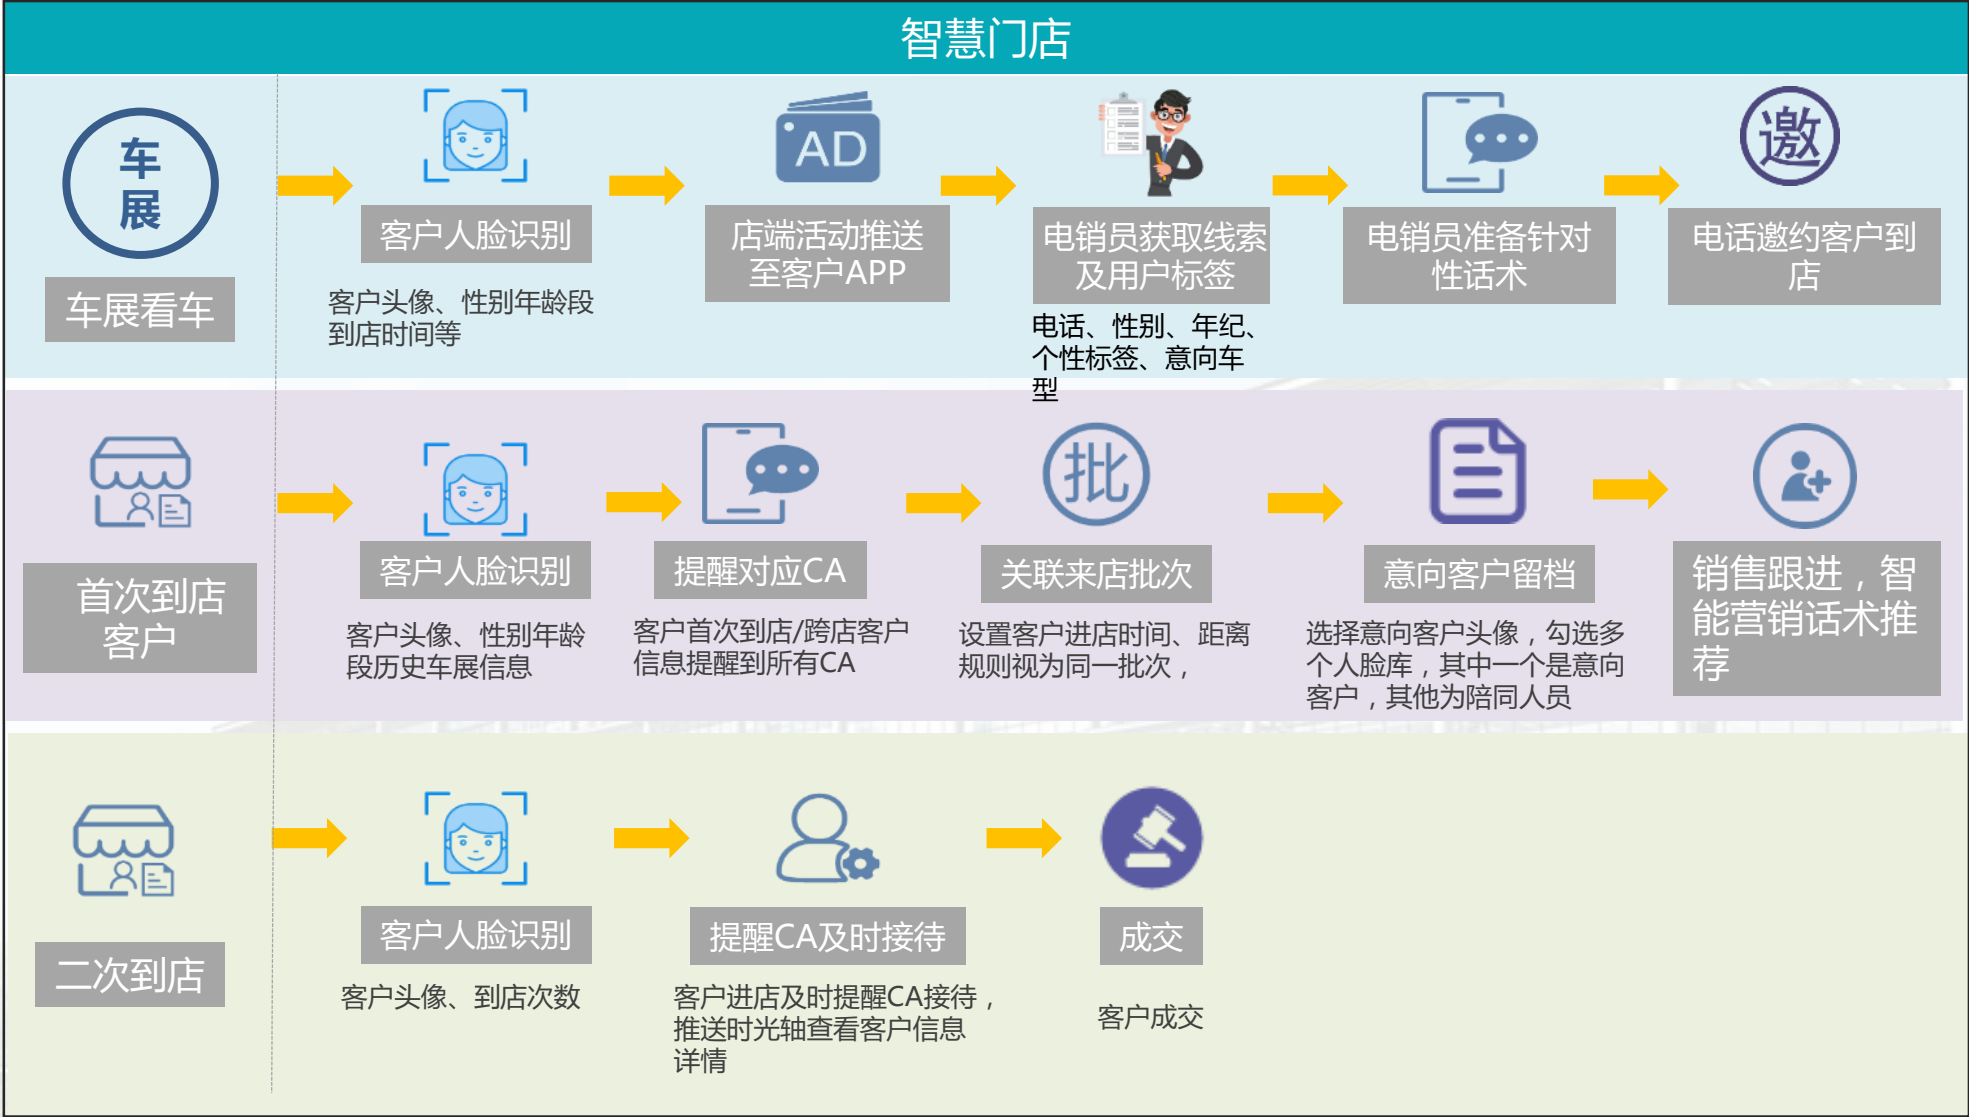 智慧门店
车
展
车展看车
客户人脸识别
客户头像、性别年龄段
到店时间等
AD
店端活动推送
至客户APP
电销员获取线索
及用户标签
电话、性别、年纪、
个性标签、意向车
型
电销员准备针对
性话术
邀
电话邀约客户到
店
首次到店
客户
客户人脸识别
客户头像、性别年龄
段历史车展信息
提醒对应CA
客户首次到店/跨店客户
信息提醒到所有CA
批
关联来店批次
设置客户进店时间、距离
规则视为同一批次，
意向客户留档
选择意向客户头像，勾选多
个人脸库，其中一个是意向
客户，其他为陪同人员
销售跟进，智
能营销话术推
荐
二次到店
客户人脸识别
客户头像、到店次数
提醒CA及时接待
客户进店及时提醒CA接待，
推送时光轴查看客户信息
详情
成交
客户成交